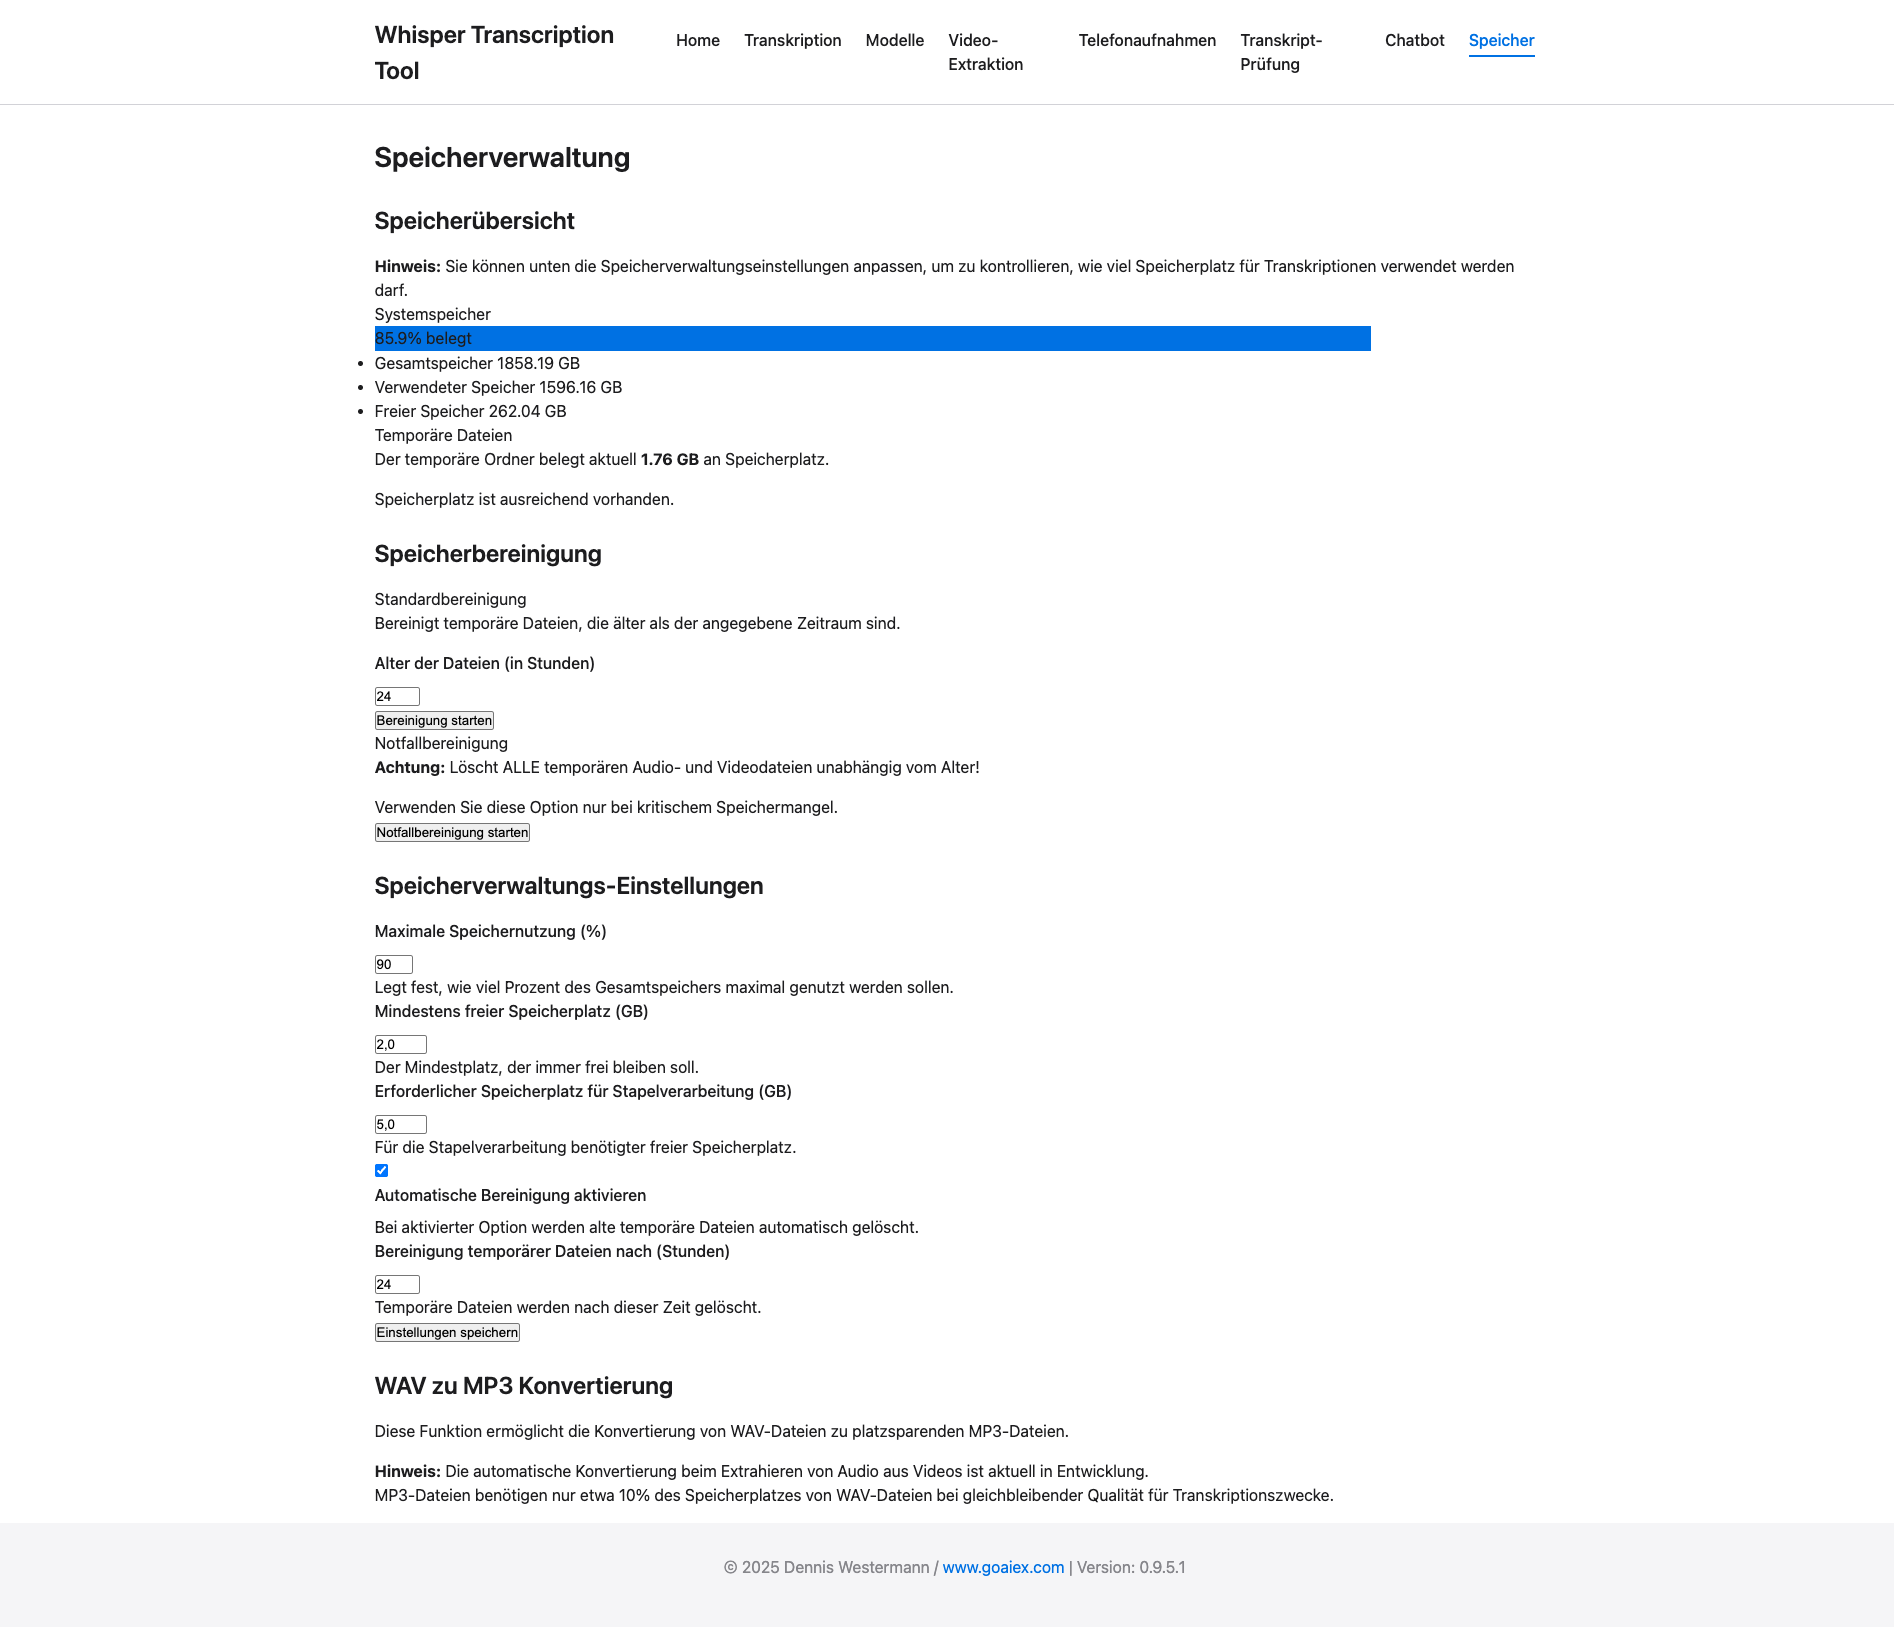 Whisper Transcription
Tool
Home
Transkription
Modelle
Video-
Extraktion
Telefonaufnahmen
Transkript-
Prüfung
Chatbot
Speicher
Speicherverwaltung
Speicherübersicht
Hinweis: Sie können unten die Speicherverwaltungseinstellungen anpassen, um zu kontrollieren, wie viel Speicherplatz für Transkriptionen verwendet werden
darf.
Systemspeicher
85.9% belegt
• Gesamtspeicher 1858.19 GB
• Verwendeter Speicher 1596.16 GB
• Freier Speicher 262.04 GB
Temporäre Dateien
Der temporäre Ordner belegt aktuell 1.76 GB an Speicherplatz.
Speicherplatz ist ausreichend vorhanden.
Speicherbereinigung
Standardbereinigung
Bereinigt temporäre Dateien, die älter als der angegebene Zeitraum sind.
Alter der Dateien (in Stunden)
24
Bereinigung starten
Notfallbereinigung
Achtung: Löscht ALLE temporären Audio- und Videodateien unabhängig vom Alter!
Verwenden Sie diese Option nur bei kritischem Speichermangel.
Notfallbereinigung starten
Speicherverwaltungs-Einstellungen
Maximale Speichernutzung (%)
90
Legt fest, wie viel Prozent des Gesamtspeichers maximal genutzt werden sollen.
Mindestens freier Speicherplatz (GB)
2,0
Der Mindestplatz, der immer frei bleiben soll.
Erforderlicher Speicherplatz für Stapelverarbeitung (GB)
5,0
Für die Stapelverarbeitung benötigter freier Speicherplatz.
Automatische Bereinigung aktivieren
Bei aktivierter Option werden alte temporäre Dateien automatisch gelöscht.
Bereinigung temporärer Dateien nach (Stunden)
24
Temporäre Dateien werden nach dieser Zeit gelöscht.
Einstellungen speichern
WAV zu MP3 Konvertierung
Diese Funktion ermöglicht die Konvertierung von WAV-Dateien zu platzsparenden MP3-Dateien.
Hinweis: Die automatische Konvertierung beim Extrahieren von Audio aus Videos ist aktuell in Entwicklung.
MP3-Dateien benötigen nur etwa 10% des Speicherplatzes von WAV-Dateien bei gleichbleibender Qualität für Transkriptionszwecke.
© 2025 Dennis Westermann / www.goaiex.com | Version: 0.9.5.1